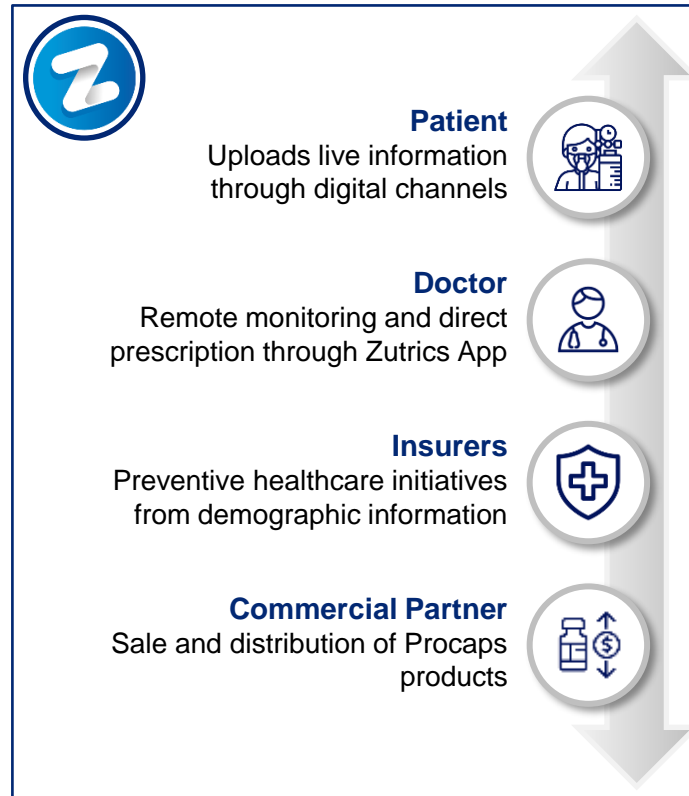 Z
Patient
Uploads live information
through digital channels
Doctor
Remote monitoring and direct
prescription through Zutrics App
Insurers
Preventive healthcare initiatives
from demographic information
Commercial Partner
Sale and distribution of Procaps
products
$